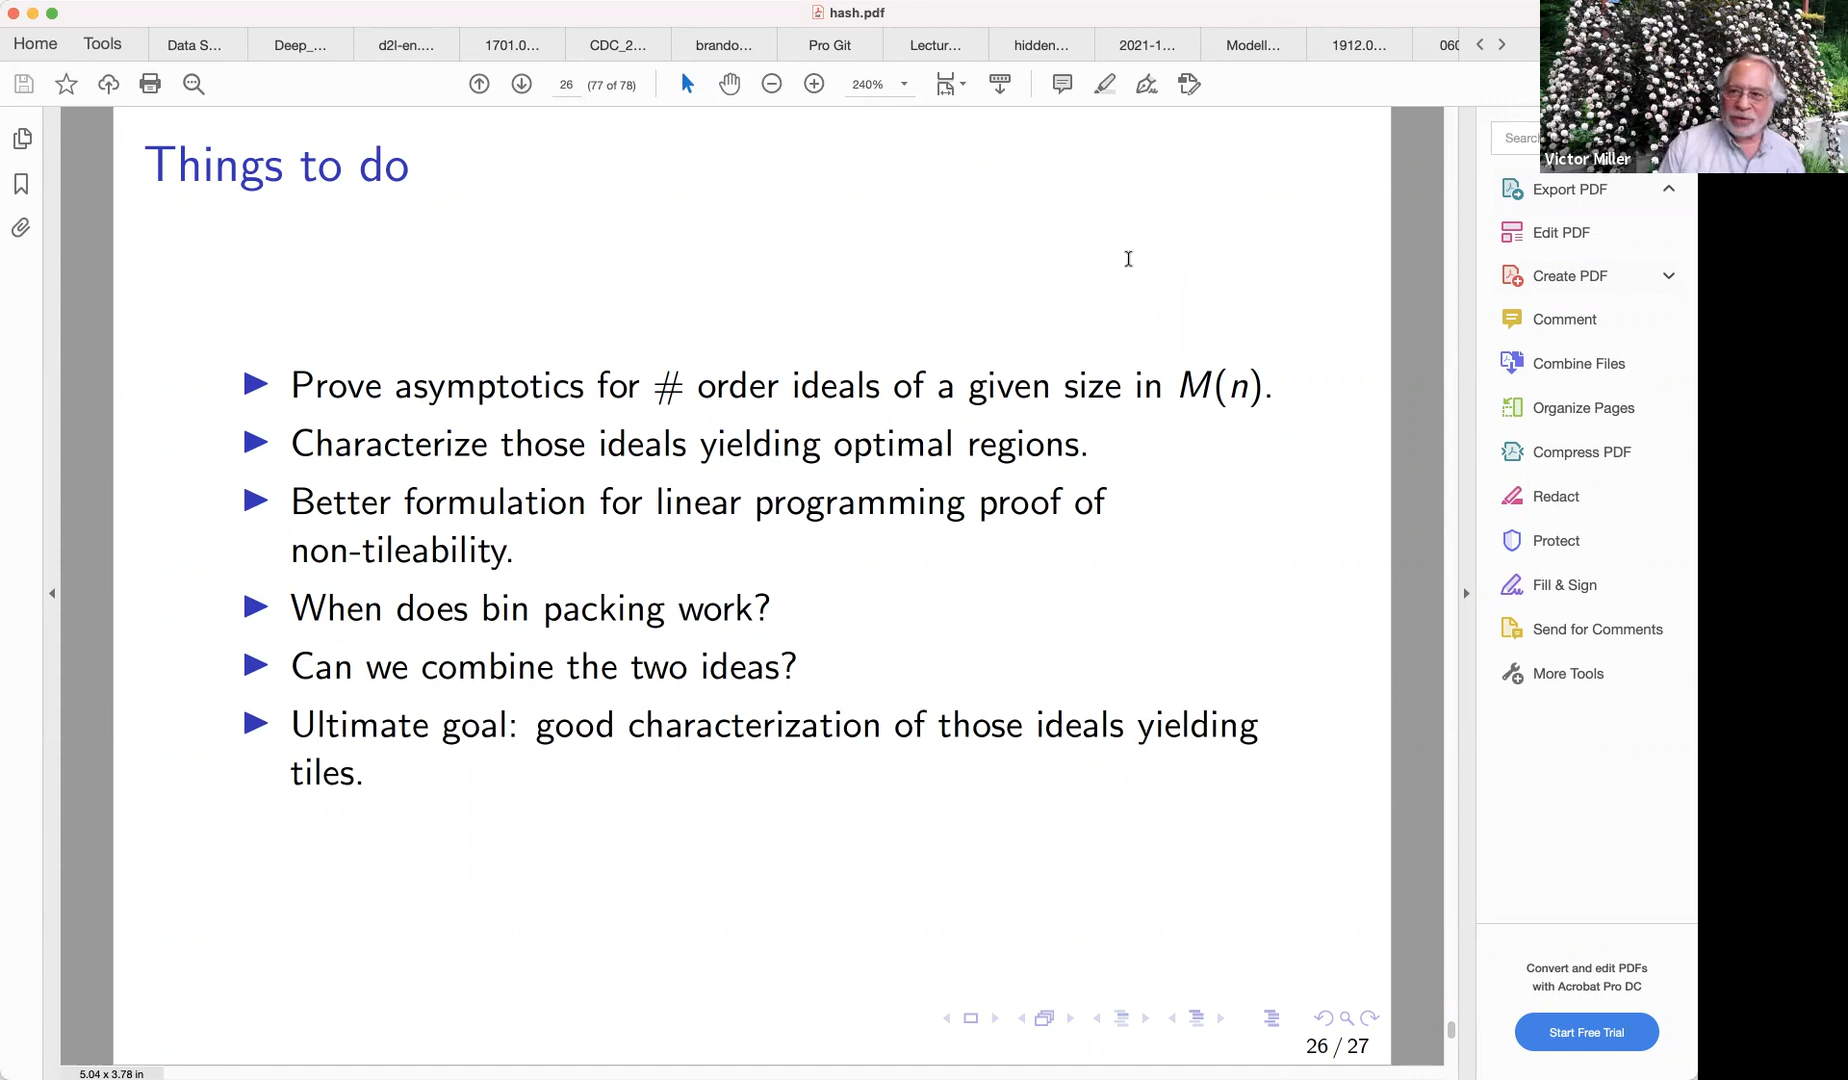 hash.pdf
Home Tools Data S... Deep_... d2l-en.... 1701.0... CDC_2... brando... Pro Git Lectur... hidden... 2021-1... Modell... 1912.0... 060
26 (77 of 78) 240%
Victor Miller
Things to do
Prove asymptotics for # order ideals of a given size in M(n).
Characterize those ideals yielding optimal regions.
Better formulation for linear programming proof of
non-tileability.
When does bin packing work?
Can we combine the two ideas?
Ultimate goal: good characterization of those ideals yielding
tiles.
26 / 27
5.04 x 3.78 in
Searc
Export PDF
Edit PDF
Create PDF
Comment
Combine Files
Organize Pages
Compress PDF
Redact
Protect
Fill & Sign
Send for Comments
More Tools
Convert and edit PDFs
with Acrobat Pro DC
Start Free Trial